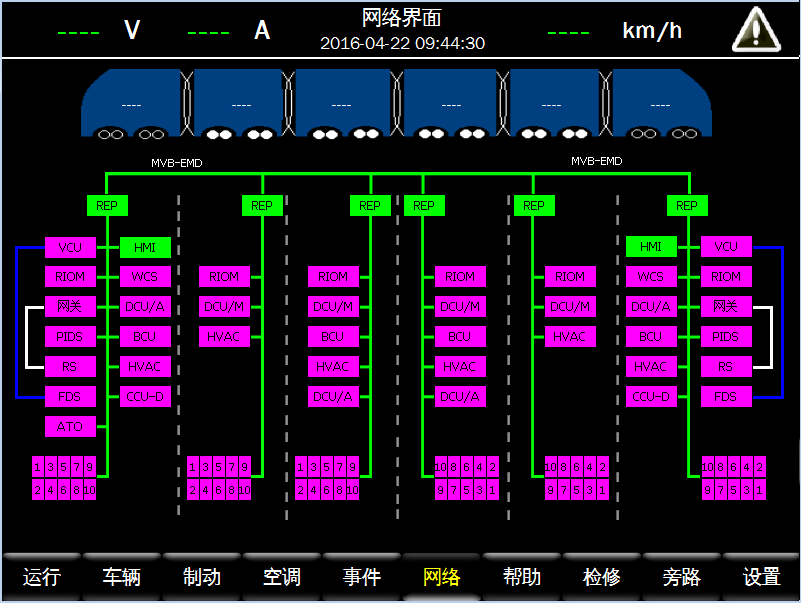 网络界面
---- V ---- A 2016-04-22 09:44:30 ---- km/h
---- ---- ---- ---- ---- ----
MVB-EMD MVB-EMD
REP REP REP REP REP REP
VCU HMI HMI VCU
RIOM WCS RIOM RIOM RIOM RIOM WCS RIOM
网关 DCU/A DCU/M DCU/M DCU/M DCU/M DCU/A 网关
PIDS BCU HVAC BCU BCU HVAC BCU PIDS
RS HVAC HVAC HVAC HVAC RS
FDS CCU-D DCU/A DCU/A CCU-D FDS
ATO
1 3 5 7 9 1 3 5 7 9 1 3 5 7 9 10 8 6 4 2 10 8 6 4 2 10 8 6 4 2
2 4 6 8 10 2 4 6 8 10 2 4 6 8 10 9 7 5 3 1 9 7 5 3 1 9 7 5 3 1
运行 车辆 制动 空调 事件 网络 帮助 检修 旁路 设置